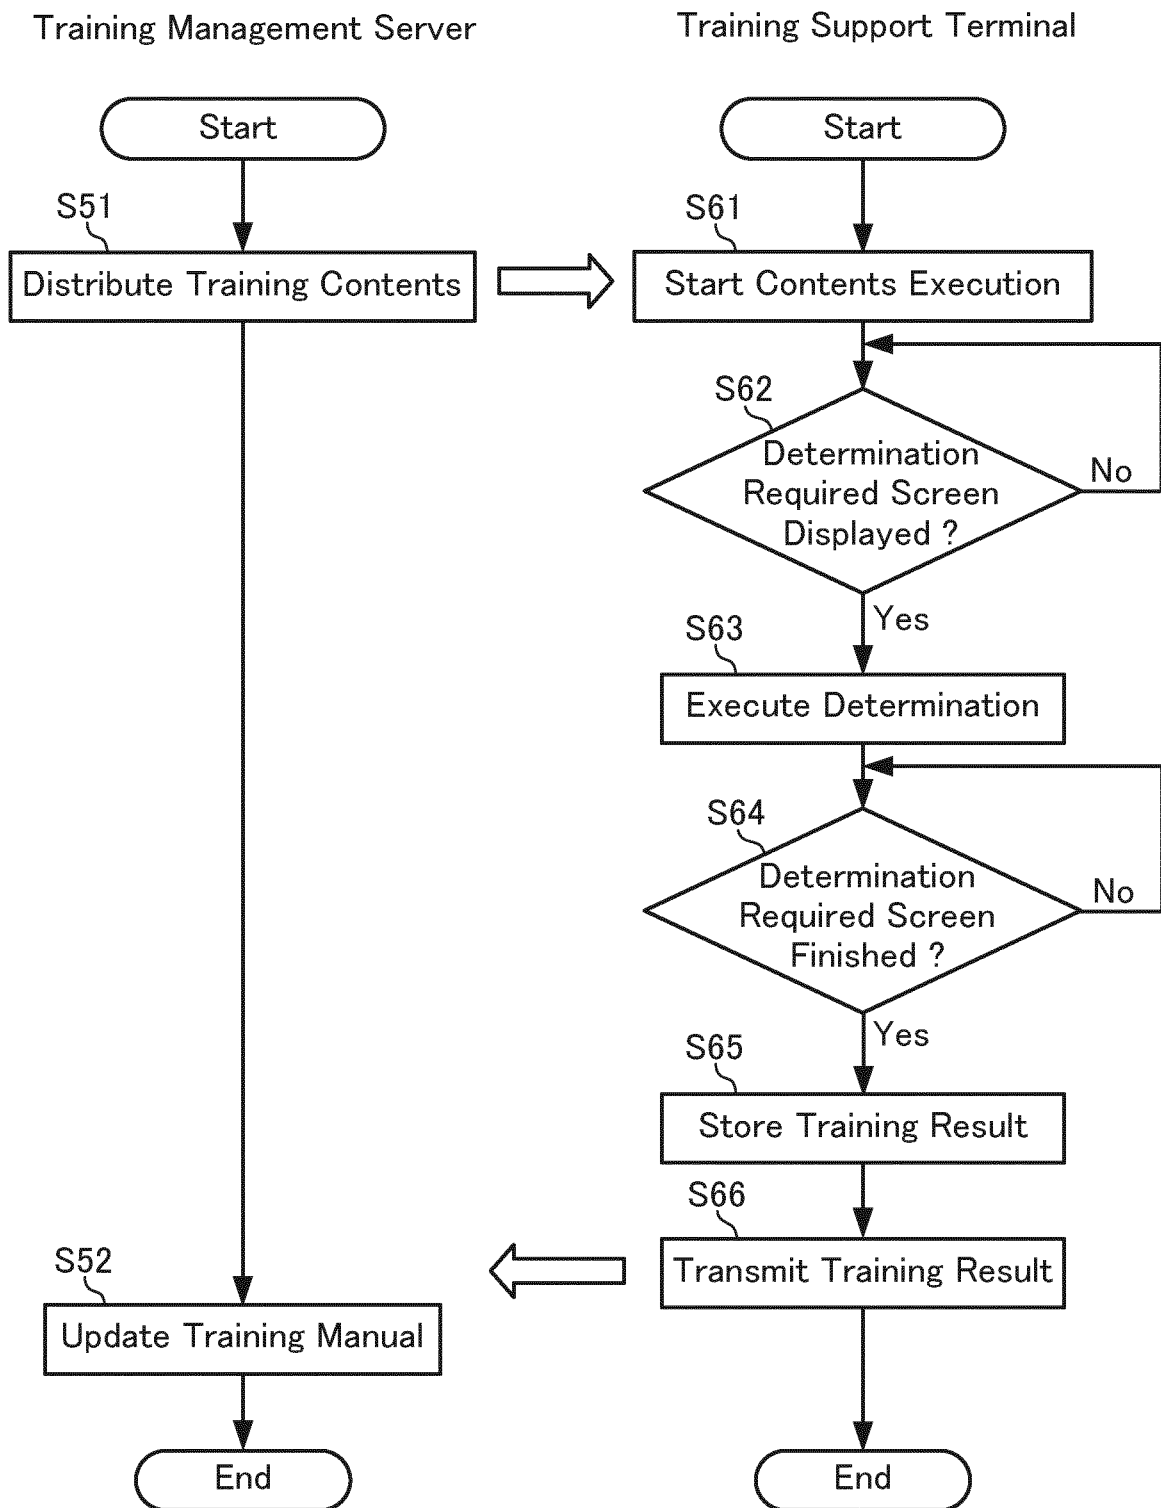 Training Management Server
Training Support Terminal
Start
Start
S51
Distribute Training Contents
S61
Start Contents Execution
S62
Determination
Required Screen
Displayed ?
No
Yes
S63
Execute Determination
S64
Determination
Required Screen
Finished ?
No
Yes
S65
Store Training Result
S66
Transmit Training Result
S52
Update Training Manual
End
End